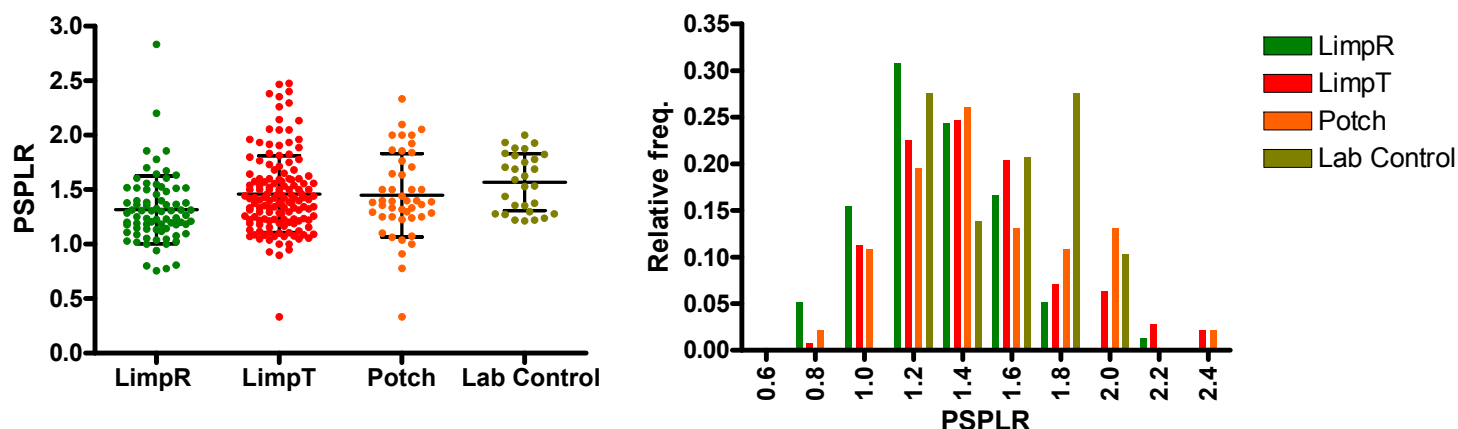 PSPLR
3.0
2.5
2.0
1.5
1.0
0.5
0.0
LimpR LimpT Potch Lab Control
Relative freq.
0.35
0.30
0.25
0.20
0.15
0.10
0.05
0.00
0.6 0.8 1.0 1.2 1.4 1.6 1.8 2.0 2.2 2.4
PSPLR
LimpR
LimpT
Potch
Lab Control